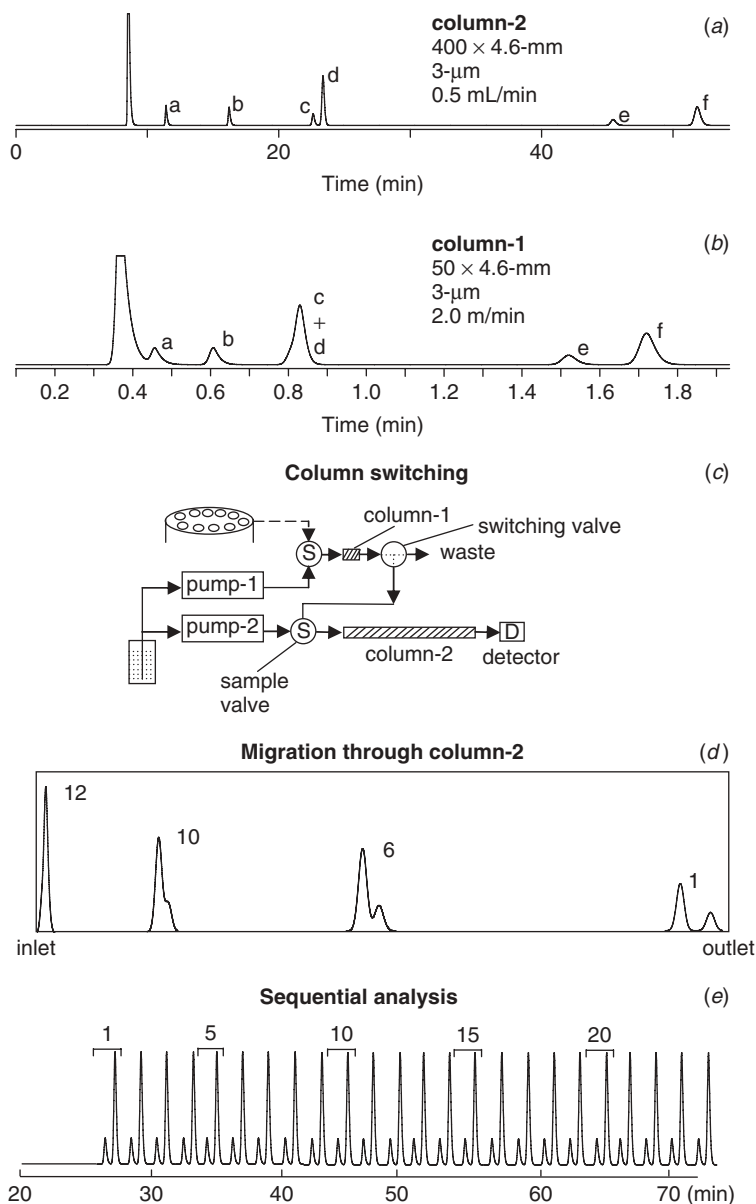 column-2
(a)
400 × 4.6-mm
3-μm
0.5 mL/min
a
b
c
d
e
f
0
20
40
Time (min)
column-1
(b)
50 × 4.6-mm
3-μm
2.0 m/min
a
b
c
+
d
e
f
0.2 0.4 0.6 0.8 1.0 1.2 1.4 1.6 1.8
Time (min)
Column switching
(c)
column-1
switching valve
S
waste
pump-1
pump-2
S
D
column-2
detector
sample
valve
Migration through column-2
(d)
12
10
6
1
inlet
outlet
Sequential analysis
(e)
1 5 10 15 20
20 30 40 50 60 70 (min)